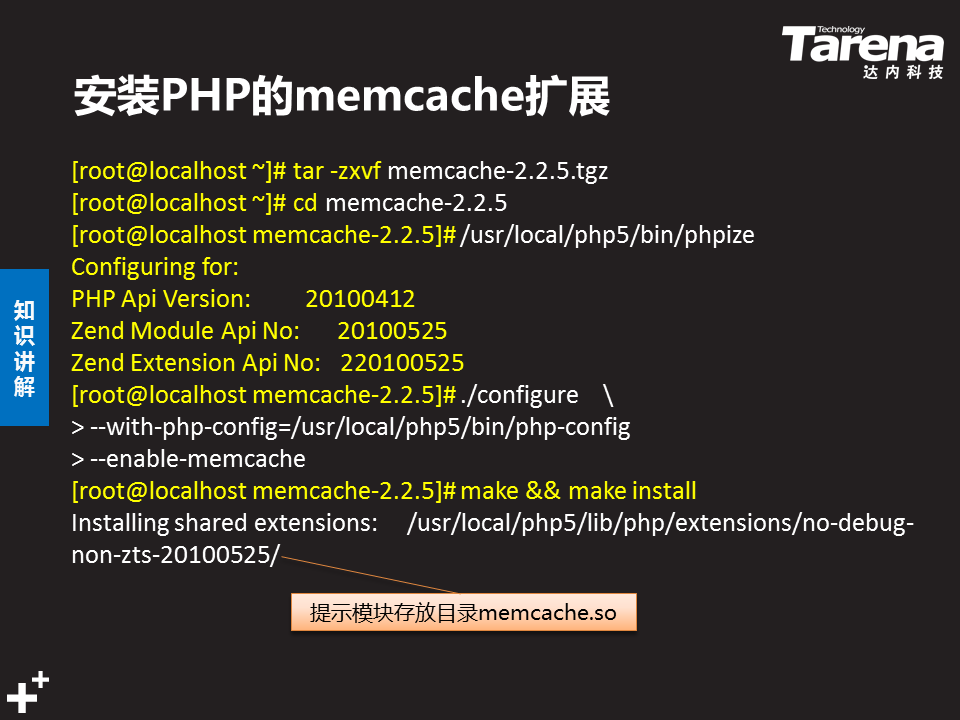 Technology
Tarena
达内科技
安装PHP的memcache扩展
[root@localhost ~]# tar -zxvf memcache-2.2.5.tgz
[root@localhost ~]# cd memcache-2.2.5
[root@localhost memcache-2.2.5]# /usr/local/php5/bin/phpize
Configuring for:
PHP Api Version: 20100412
Zend Module Api No: 20100525
Zend Extension Api No: 220100525
[root@localhost memcache-2.2.5]# ./configure \
> --with-php-config=/usr/local/php5/bin/php-config
> --enable-memcache
[root@localhost memcache-2.2.5]# make && make install
Installing shared extensions: /usr/local/php5/lib/php/extensions/no-debug-
non-zts-20100525/
提示模块存放目录memcache.so
知识讲解